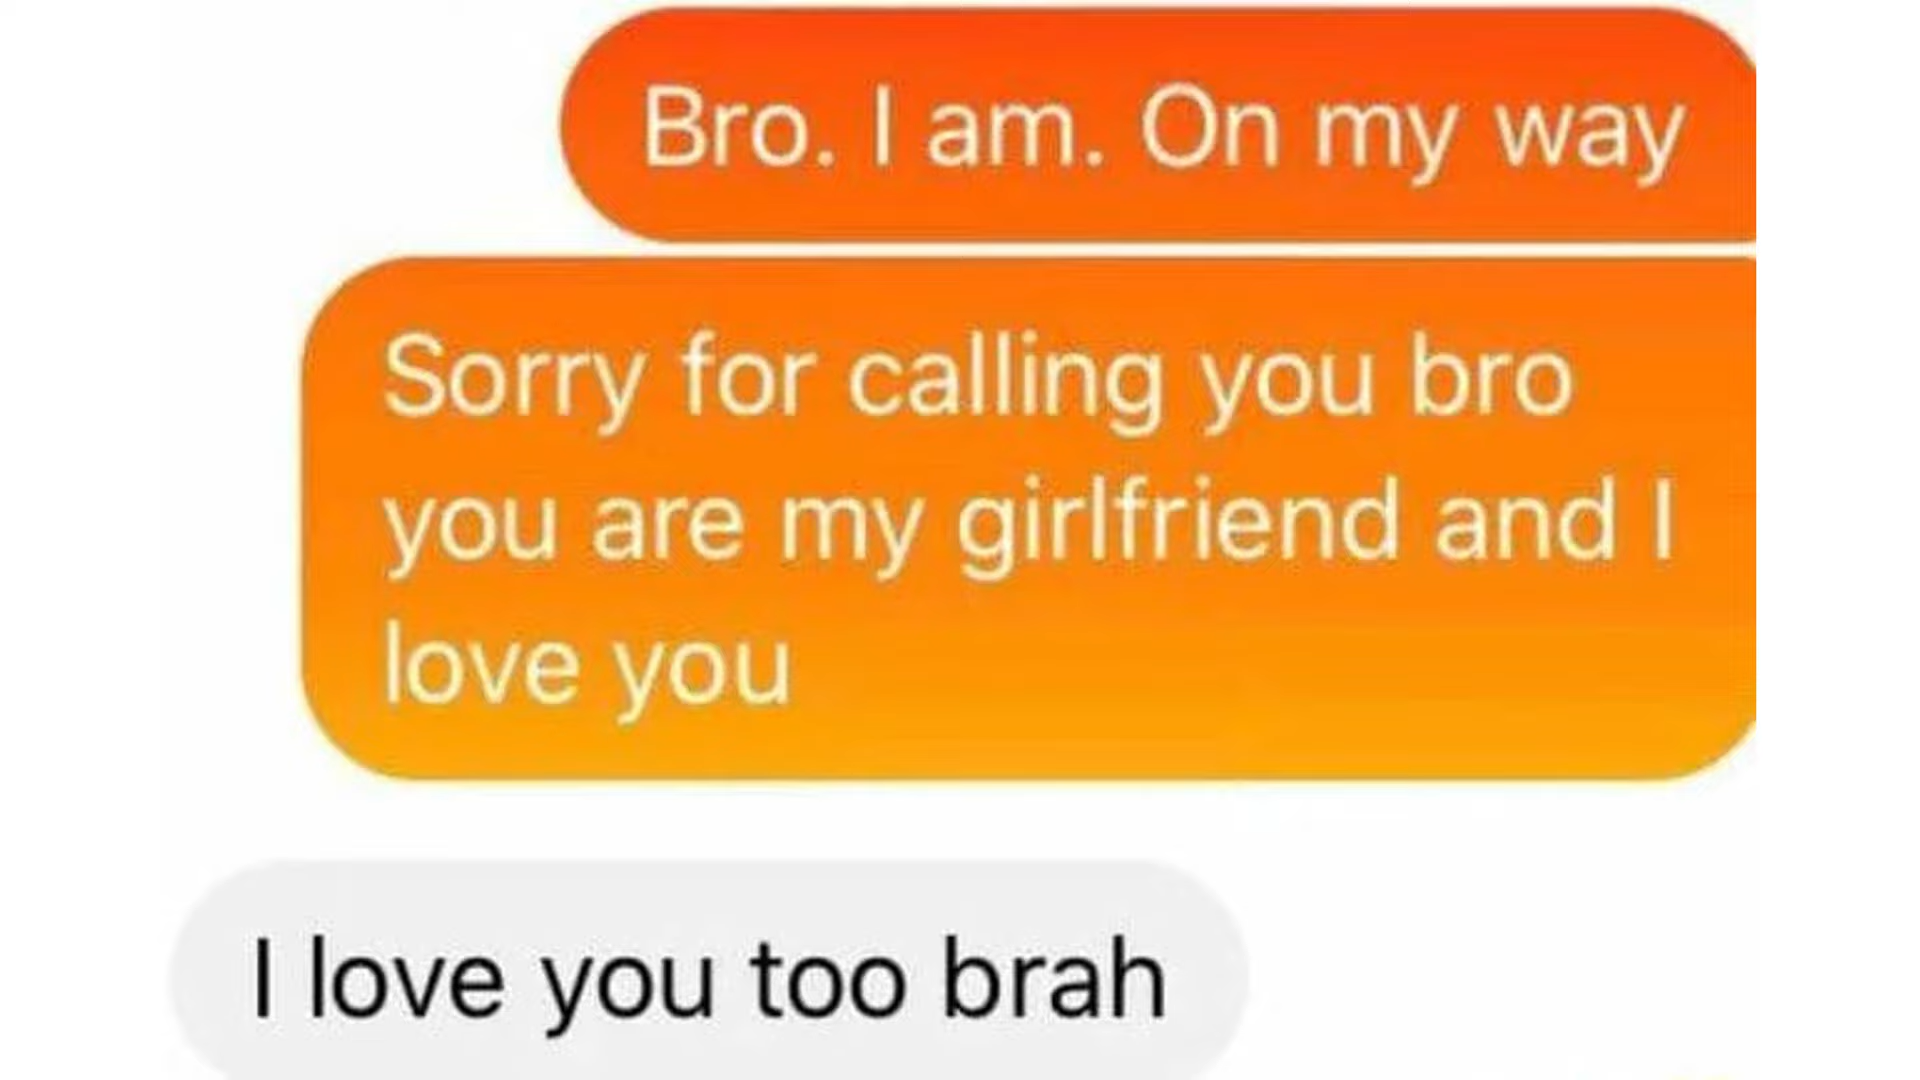 Bro. I am. On my way
Sorry for calling you bro
you are my girlfriend and I
love you
I love you too brah